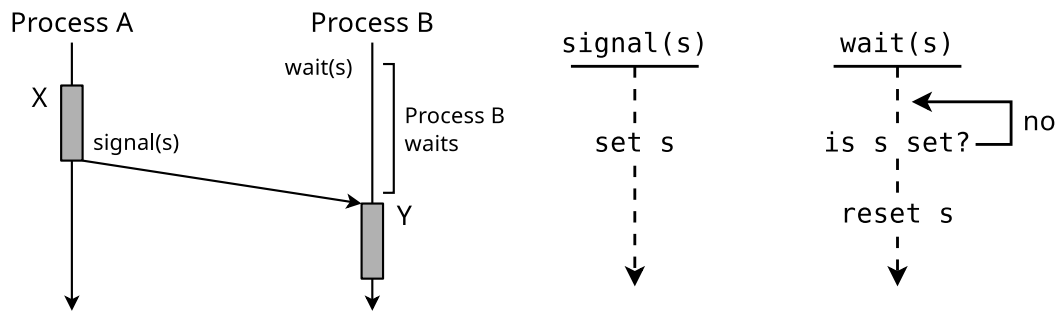 Process A
Process B
wait(s)
X
Process B
waits
signal(s)
Y
signal(s)
set s
wait(s)
is s set?
no
reset s